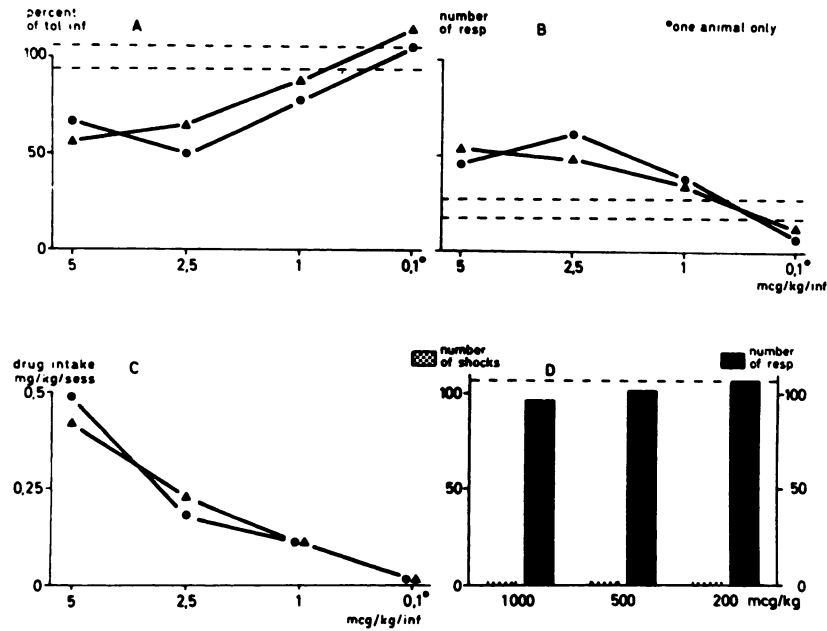 percent
of tol inf
A
100
50
0
5 2,5 1 0,1*
number
of resp
B
*one animal only
5 2,5 1 0,1*
mcg/kg/inf
drug intake
mg/kg/sess
C
0,5
0,25
0
5 2,5 1 0,1*
mcg/kg/inf
number
of shocks
D
number
of resp
100 100
50 50
0 0
1000 500 200 mcg/kg